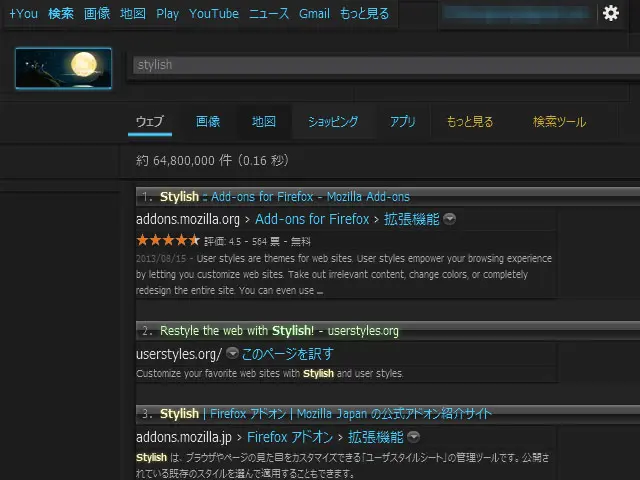 +You 検索 画像 地図 Play YouTube ニュース Gmail もっと見る
stylish
ウェブ 画像 地図 ショッピング アプリ もっと見る 検索ツール
約 64,800,000 件 (0.16 秒)
1. Stylish :: Add-ons for Firefox - Mozilla Add-ons
addons.mozilla.org › Add-ons for Firefox › 拡張機能
評価: 4.5 - 564 票 - 無料
2013/08/15 - User styles are themes for web sites. User styles empower your browsing experience
by letting you customize web sites. Take out irrelevant content, change colors, or completely
redesign the entire site. You can even use ...
2. Restyle the web with Stylish! - userstyles.org
userstyles.org/ このページを訳す
Customize your favorite web sites with Stylish and user styles.
3. Stylish | Firefox アドオン | Mozilla Japan の公式アドオン紹介サイト
addons.mozilla.jp › Firefox アドオン › 拡張機能
Stylish は、ブラウザやページの見た目をカスタマイズできる「ユーザスタイルシート」の管理ツールです。公開さ
れている既存のスタイルを選んで適用することもできます。